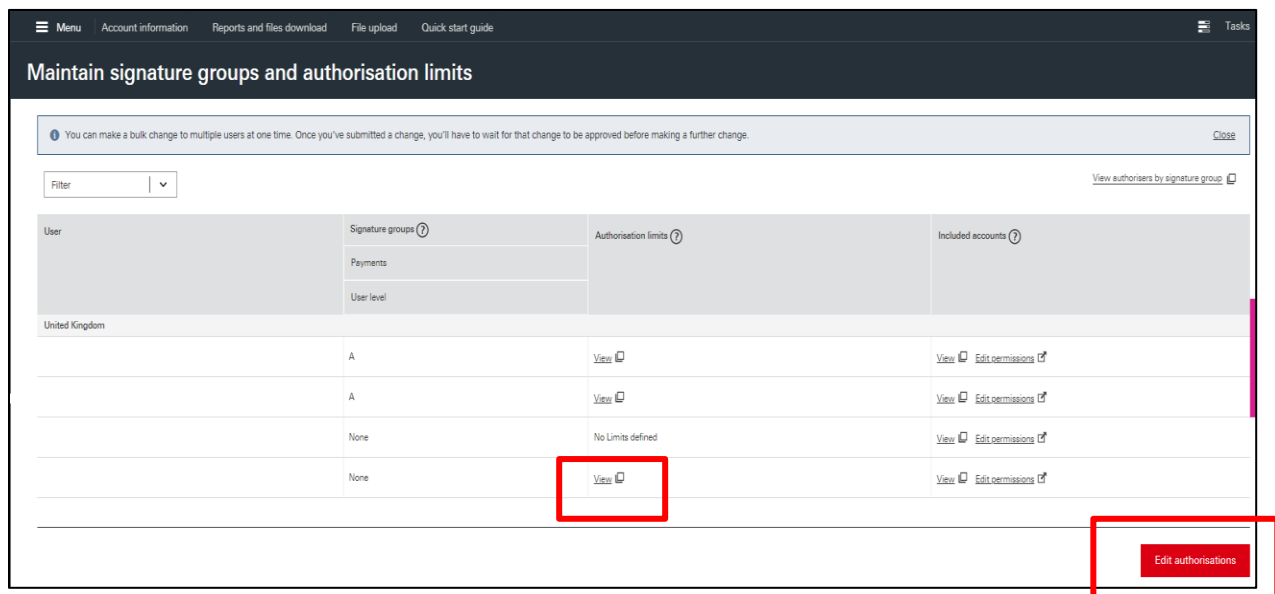 Menu Account information Reports and files download File upload Quick start guide Tasks
Maintain signature groups and authorisation limits
You can make a bulk change to multiple users at one time. Once you've submitted a change, you'll have to wait for that change to be approved before making a further change. Close
Filter View authorisers by signature group
User Signature groups ? Authorisation limits ? Included accounts ?
Payments
User level
United Kingdom
A View View Edit permissions
A View View Edit permissions
None No Limits defined View Edit permissions
None View View Edit permissions
Edit authorisations